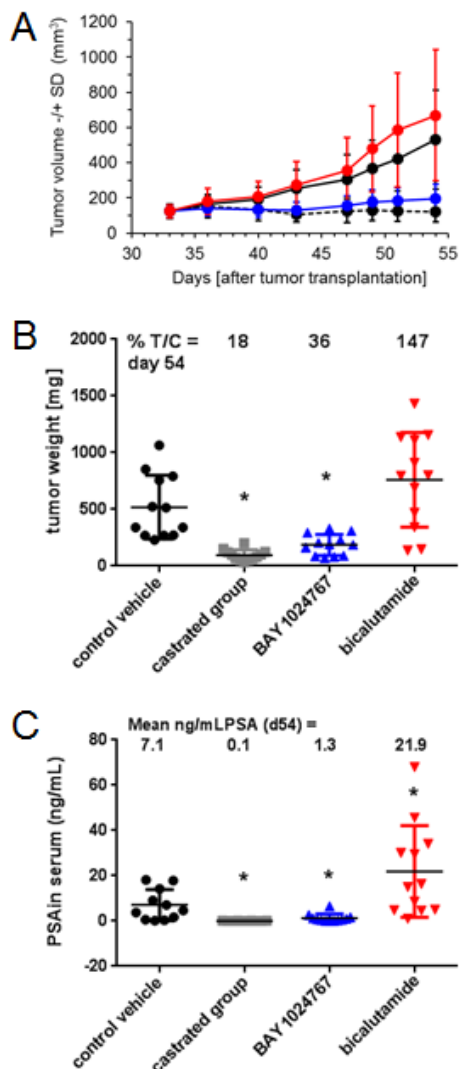 A
Tumor volume -/+ SD (mm³)
1200
1000
800
600
400
200
0
30 35 40 45 50 55
Days [after tumor transplantation]
B
% T/C = 18 36 147
day 54
tumor weight [mg]
2000
1500
1000
500
0
* *
control vehicle
castrated group
BAY 1024767
bicalutamide
C
Mean ng/mLPSA (d54) =
7.1 0.1 1.3 21.9
PSAin serum (ng/mL)
80
60
40
20
0
-20
* * *
control vehicle
castrated group
BAY 1024767
bicalutamide